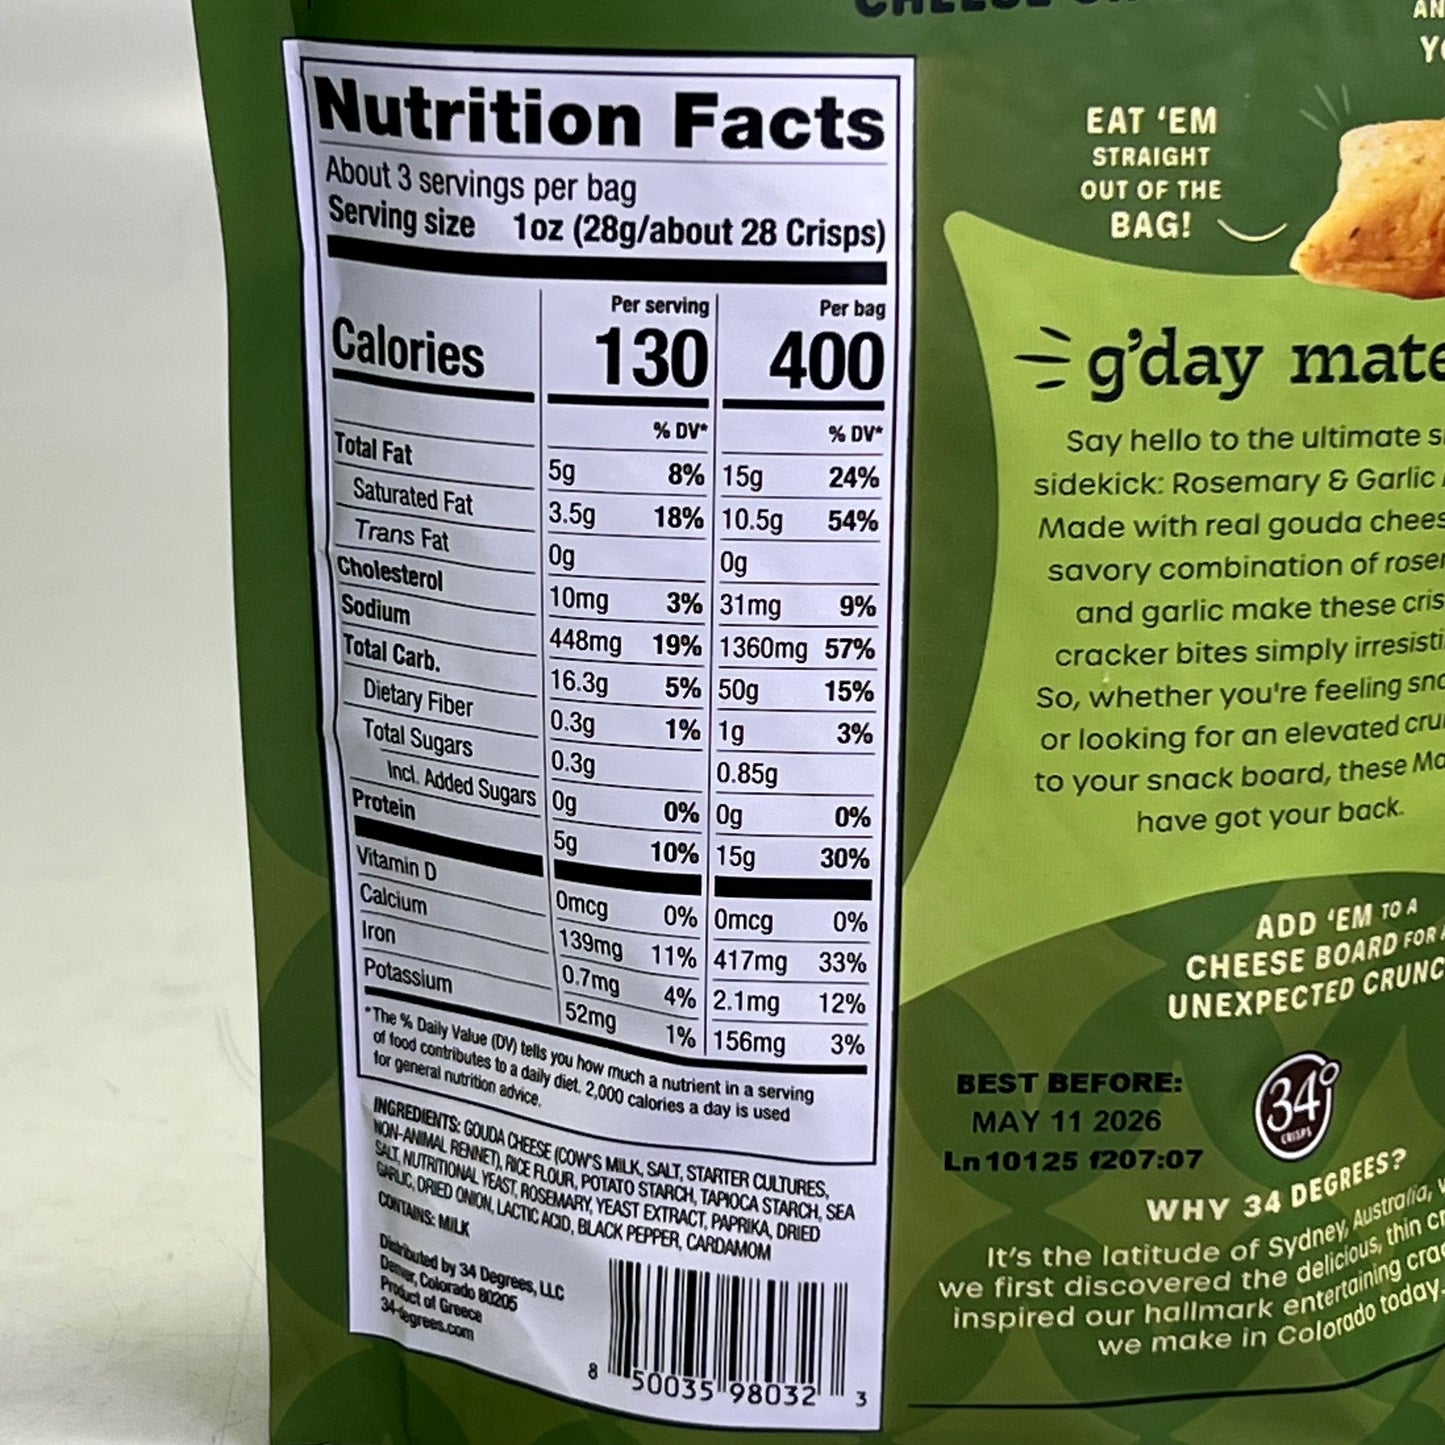 Nutrition Facts
About 3 servings per bag
Serving size 1oz (28g/about 28 Crisps)
Per serving Per bag
Calories 130 400
% DV* % DV*
Total Fat 5g 8% 15g 24%
Saturated Fat 3.5g 18% 10.5g 54%
Trans Fat 0g 0g
Cholesterol 10mg 3% 31mg 9%
Sodium 448mg 19% 1360mg 57%
Total Carb. 16.3g 5% 50g 15%
Dietary Fiber 0.3g 1% 1g 3%
Total Sugars 0.3g 0.85g
Incl. Added Sugars 0g 0% 0g 0%
Protein 5g 10% 15g 30%
Vitamin D 0mcg 0% 0mcg 0%
Calcium 139mg 11% 417mg 33%
Iron 0.7mg 4% 2.1mg 12%
Potassium 52mg 1% 156mg 3%
*The % Daily Value (DV) tells you how much a nutrient in a serving
of food contributes to a daily diet. 2,000 calories a day is used
for general nutrition advice.
INGREDIENTS: GOUDA CHEESE (COW'S MILK, SALT, STARTER CULTURES,
NON-ANIMAL RENNET), RICE FLOUR, POTATO STARCH, TAPIOCA STARCH, SEA
SALT, NUTRITIONAL YEAST, ROSEMARY, YEAST EXTRACT, PAPRIKA, DRIED
GARLIC, DRIED ONION, LACTIC ACID, BLACK PEPPER, CARDAMOM
CONTAINS: MILK
Distributed by 34 Degrees, LLC
Denver, Colorado 80205
Product of Greece
34-degrees.com
8 50035 98032 3
EAT 'EM
STRAIGHT
OUT OF THE
BAG!
g'day mate
Say hello to the ultimate
sidekick: Rosemary & Garlic
Made with real gouda
savory combination of
and garlic make these
cracker bites simply
So, whether you're feeling
or looking for an elevated
to your snack board, these
have got your back.
ADD 'EM TO A
CHEESE BOARD FOR
UNEXPECTED
BEST BEFORE:
MAY 11 2026
Ln10125 f207:07
34°
CRISPS
WHY 34 DEGREES?
It's the latitude of Sydney, Australia,
we first discovered the delicious, thin
inspired our hallmark entertaining
we make in Colorado today.